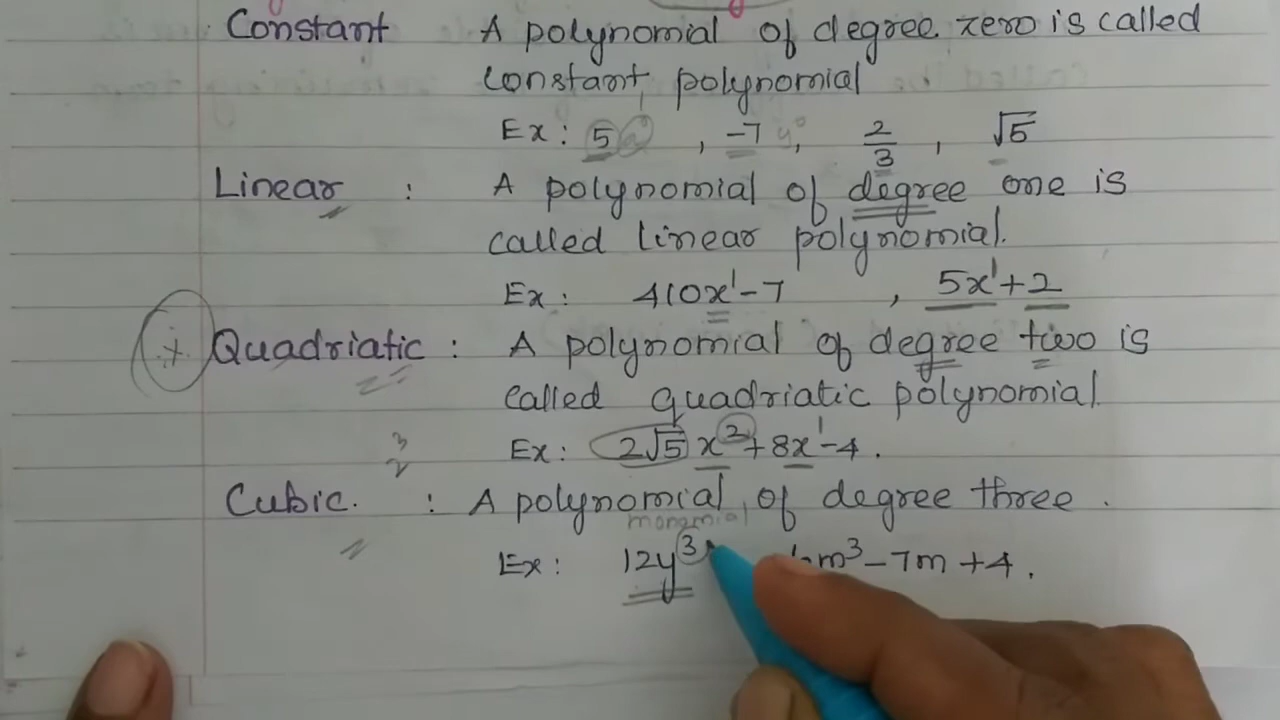 Constant A polynomial of degree zero is called
constant polynomial
Ex: 5 , -7 y⁰, 2/3 , √5
Linear : A polynomial of degree one is
called linear polynomial.
Ex: 410x¹-7 , 5x¹+2
Quadriatic : A polynomial of degree two is
called quadriatic polynomial.
Ex: 2√5 x²+8x¹-4.
Cubic. : A polynomial of degree three.
monomial
Ex: 12y³ m³-7m+4.